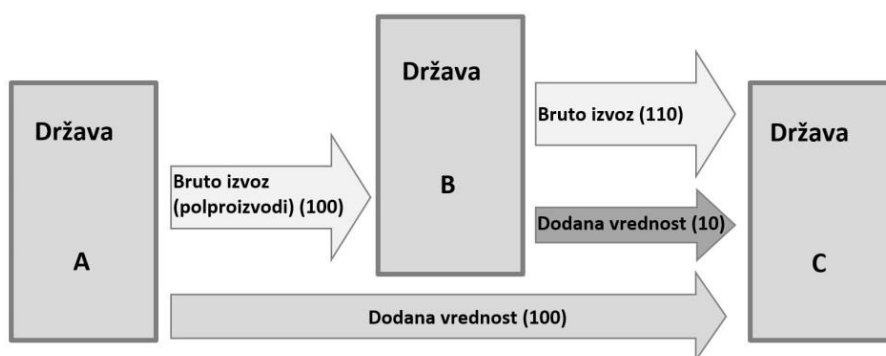 Država
A
Bruto izvoz
(polproizvodi) (100)
Država
B
Bruto izvoz (110)
Dodana vrednost (10)
Država
C
Dodana vrednost (100)